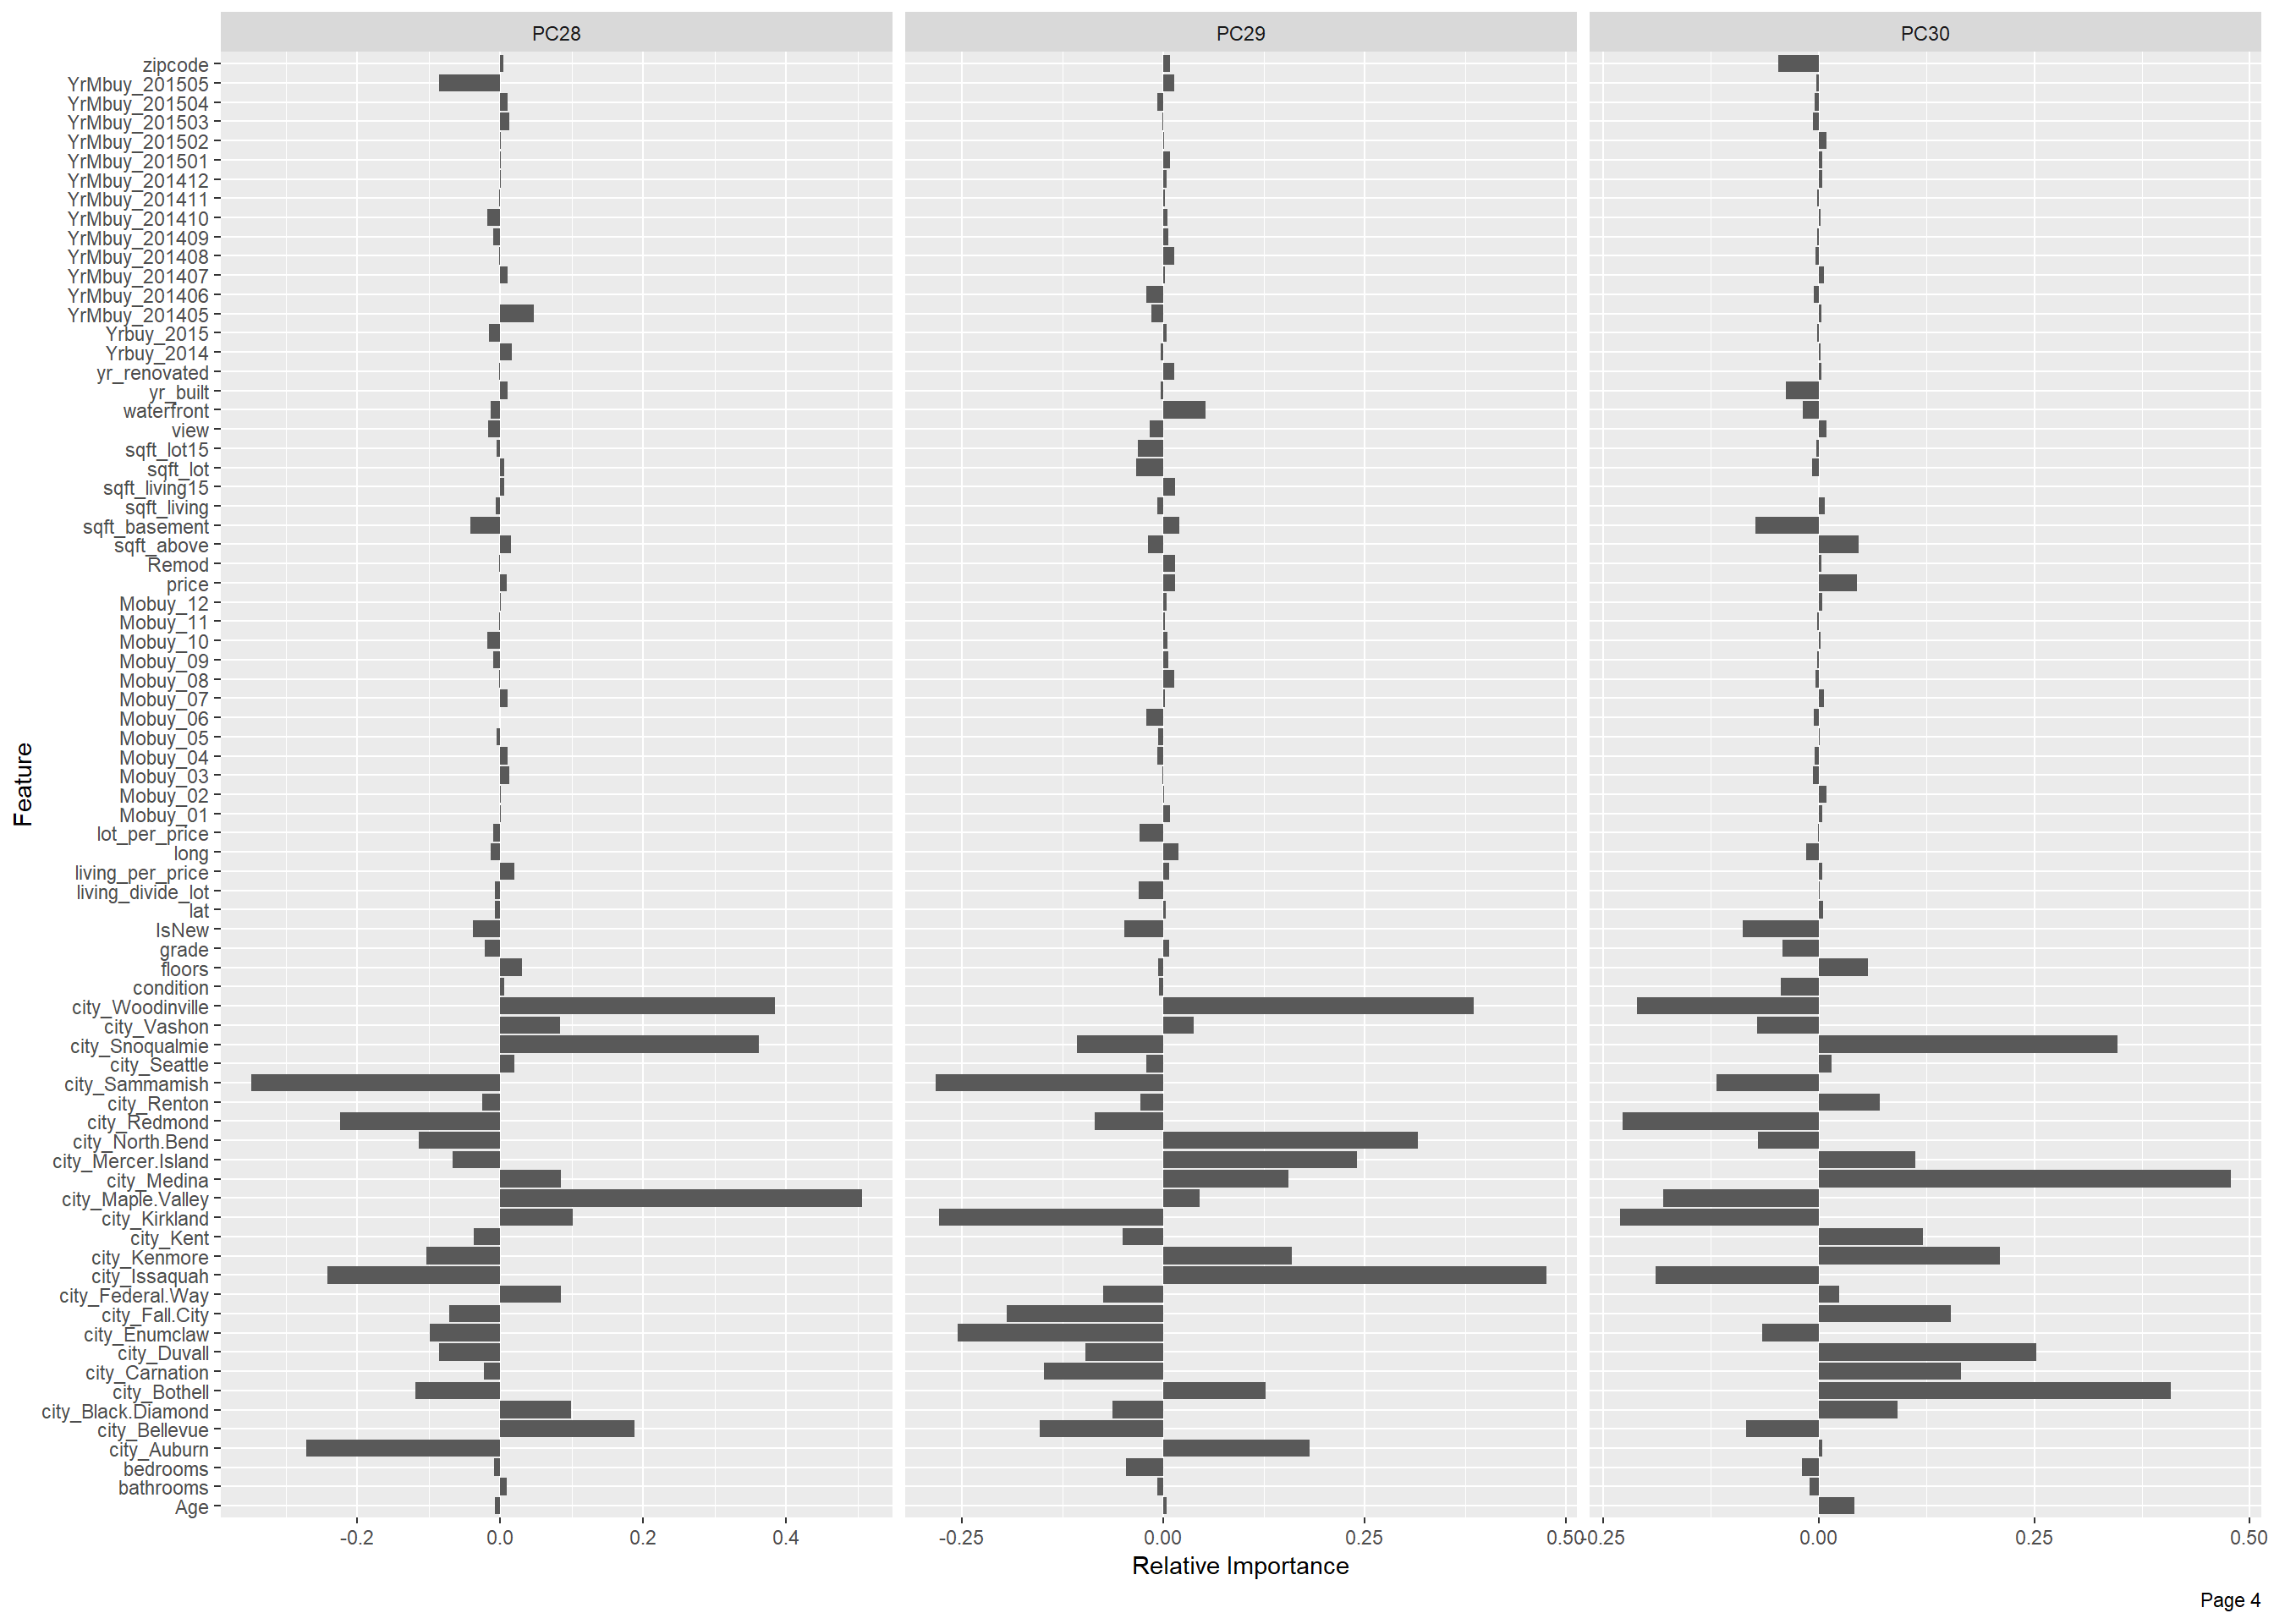 PC28
PC29
PC30
zipcode
YrMbuy_201505
YrMbuy_201504
YrMbuy_201503
YrMbuy_201502
YrMbuy_201501
YrMbuy_201412
YrMbuy_201411
YrMbuy_201410
YrMbuy_201409
YrMbuy_201408
YrMbuy_201407
YrMbuy_201406
YrMbuy_201405
Yrbuy_2015
Yrbuy_2014
yr_renovated
yr_built
waterfront
view
sqft_lot15
sqft_lot
sqft_living15
sqft_living
sqft_basement
sqft_above
Remod
price
Mobuy_12
Mobuy_11
Mobuy_10
Mobuy_09
Mobuy_08
Mobuy_07
Mobuy_06
Mobuy_05
Mobuy_04
Mobuy_03
Mobuy_02
Mobuy_01
lot_per_price
long
living_per_price
living_divide_lot
lat
IsNew
grade
floors
condition
city_Woodinville
city_Vashon
city_Snoqualmie
city_Seattle
city_Sammamish
city_Renton
city_Redmond
city_North.Bend
city_Mercer.Island
city_Medina
city_Maple.Valley
city_Kirkland
city_Kent
city_Kenmore
city_Issaquah
city_Federal.Way
city_Fall.City
city_Enumclaw
city_Duvall
city_Carnation
city_Bothell
city_Black.Diamond
city_Bellevue
city_Auburn
bedrooms
bathrooms
Age
Feature
-0.2 0.0 0.2 0.4
-0.25 0.00 0.25 0.50
-0.25 0.00 0.25 0.50
Relative Importance
Page 4